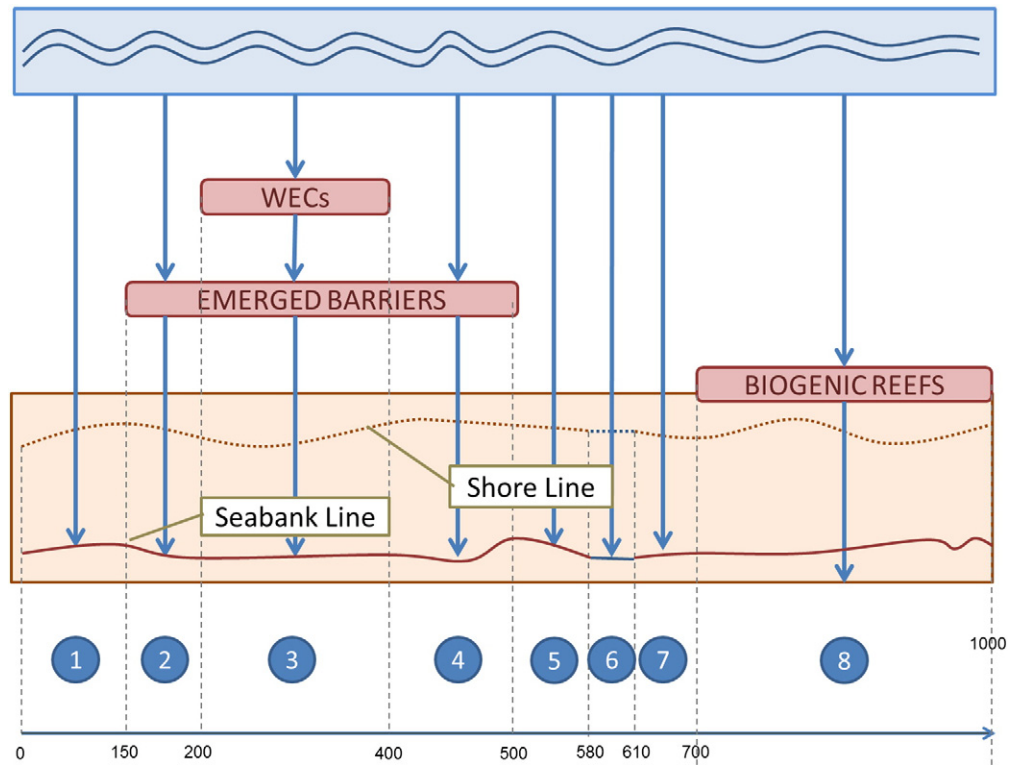 WECs
EMERGED BARRIERS
BIOGENIC REEFS
Shore Line
Seabank Line
1 2 3 4 5 6 7 8
1000
0 150 200 400 500 580 610 700